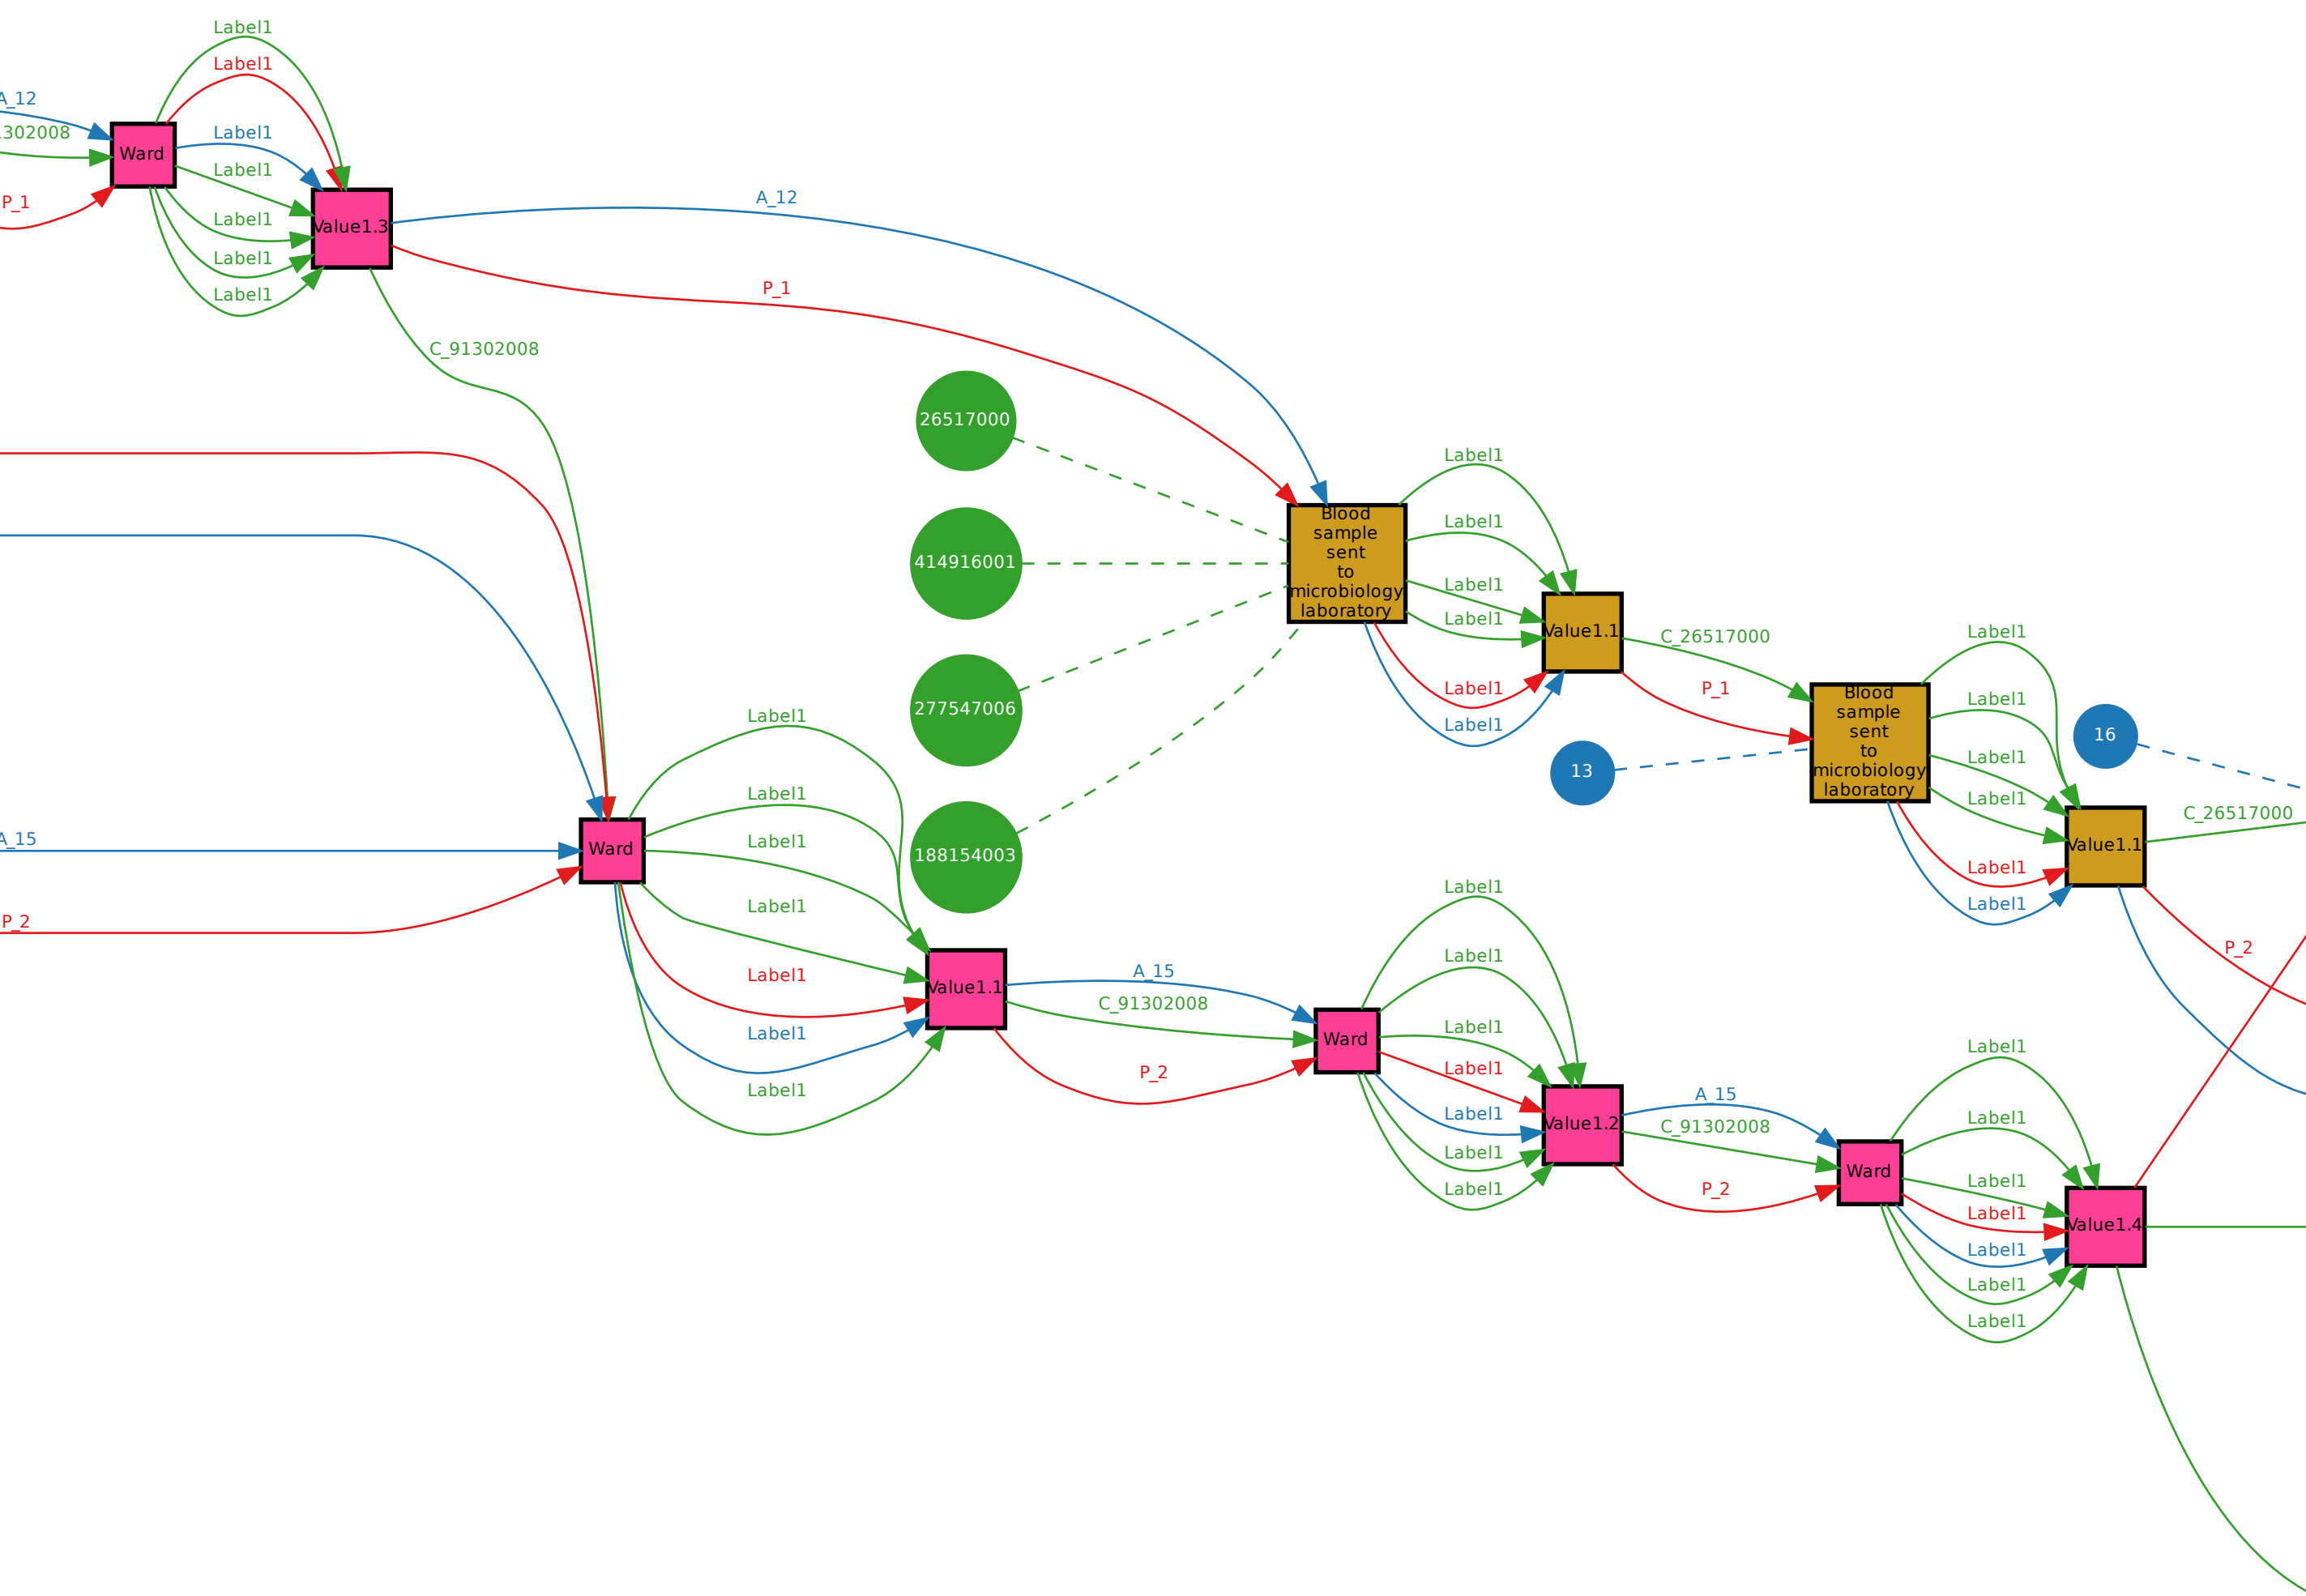 Label1
Label1
A_12
Label1
.302008
Ward
Label1
P_1
Label1
Label1
Label1
Value1.3
A_12
P_1
C_91302008
26517000
414916001
277547006
188154003
Blood
sample
sent
to
microbiology
laboratory
Label1
Label1
Label1
Label1
Label1
Label1
Value1.1
C_26517000
P_1
13
Blood
sample
sent
to
microbiology
laboratory
Label1
Label1
Label1
Label1
Label1
Label1
16
Value1.1
C_26517000
P_2
A_15
P_2
Ward
Label1
Label1
Label1
Label1
Label1
Label1
Label1
Value1.1
A_15
C_91302008
P_2
Ward
Label1
Label1
Label1
Label1
Label1
Label1
Label1
Value1.2
A_15
C_91302008
P_2
Ward
Label1
Label1
Label1
Label1
Label1
Label1
Label1
Value1.4